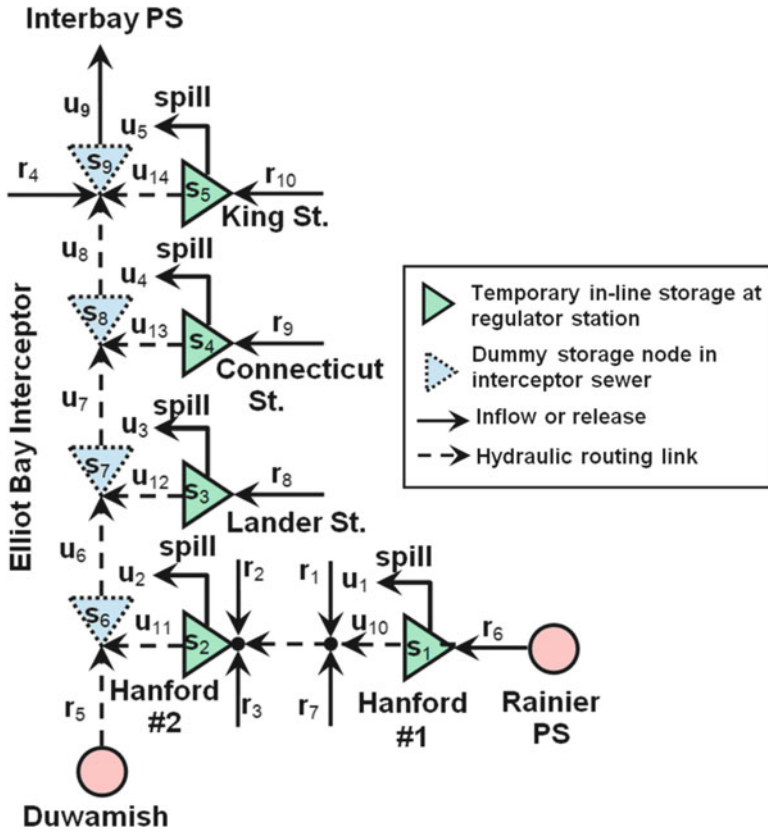 Interbay PS
u9
spill
u5
S9
r4
u14
S5
r10
King St.
u8
spill
u4
S8
u13
S4
r9
Connecticut
St.
Elliot Bay Interceptor
u7
spill
u3
S7
u12
S3
r8
Lander St.
u6
spill
u2
r2
r1
spill
u1
S6
u11
S2
u10
S1
r6
r5
Hanford
#2
r3
r7
Hanford
#1
Rainier
PS
Duwamish
Temporary in-line storage at
regulator station
Dummy storage node in
interceptor sewer
Inflow or release
Hydraulic routing link